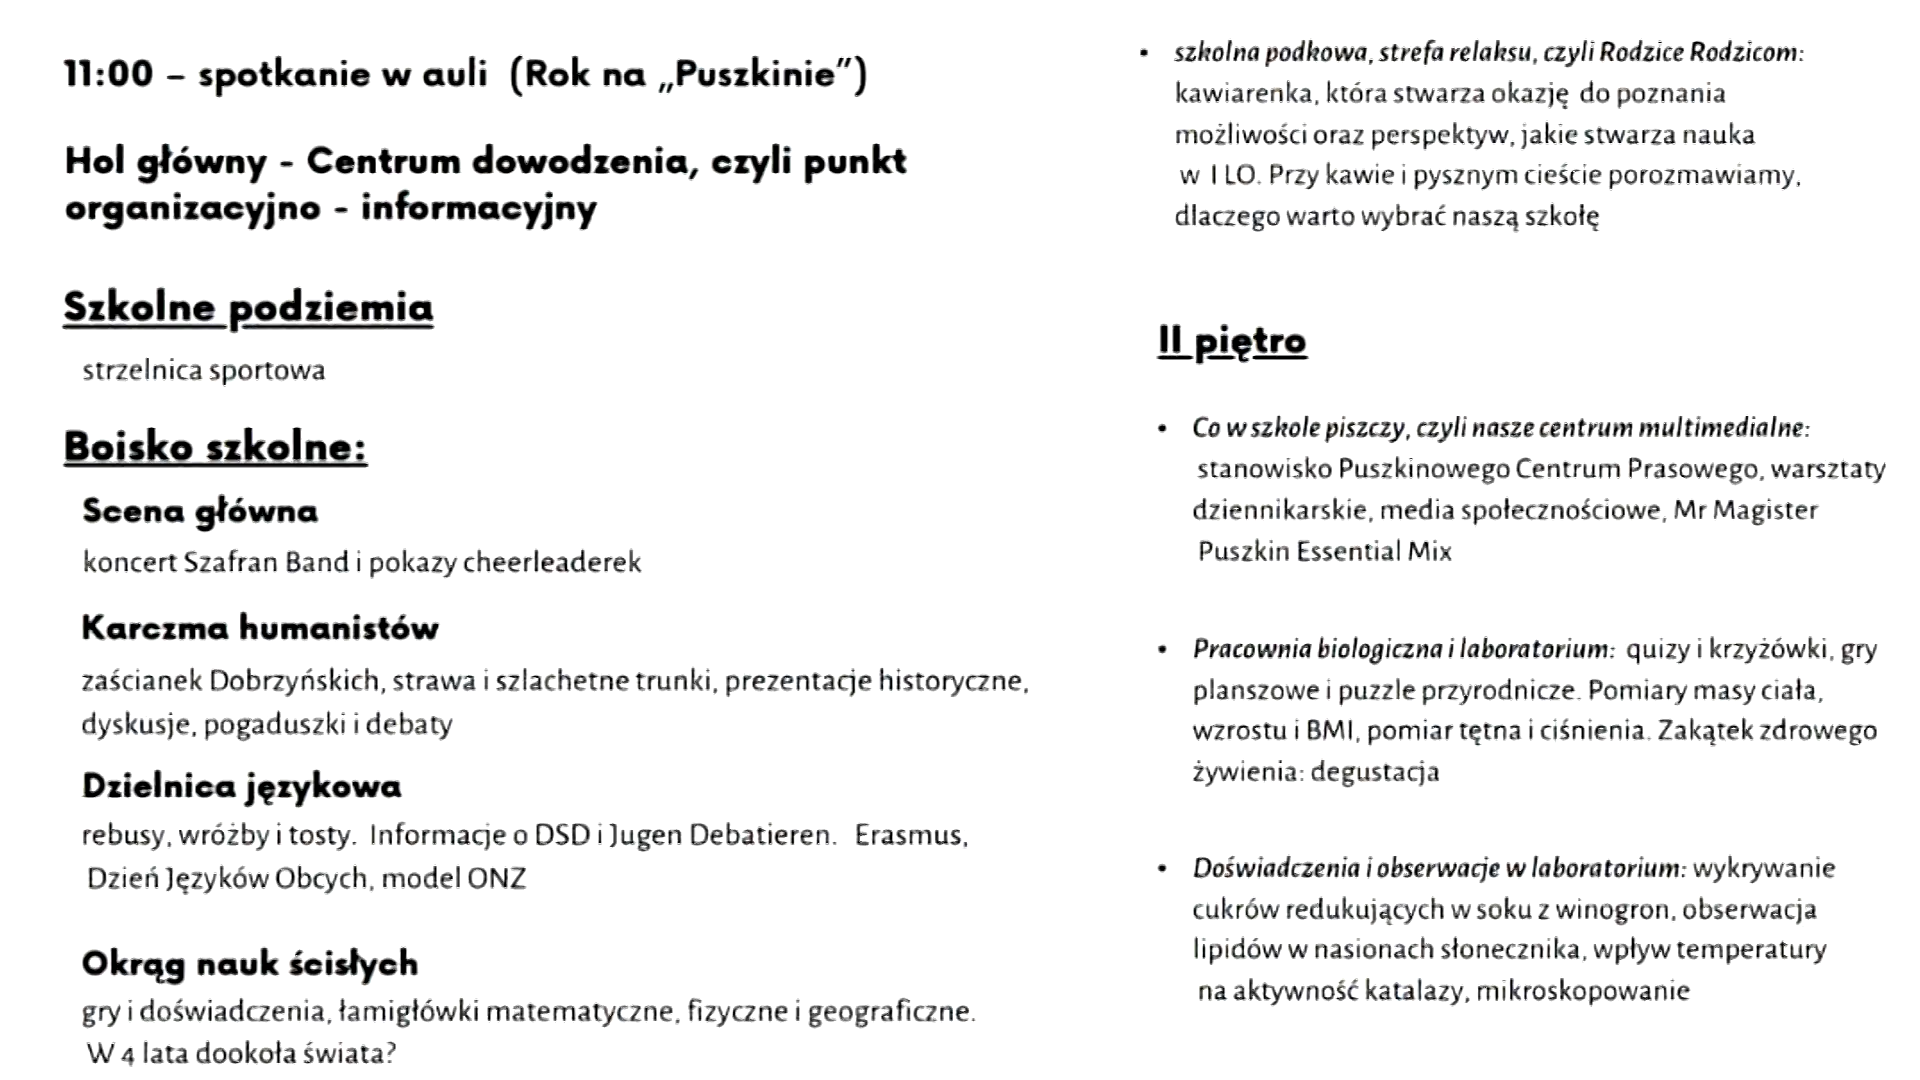 11:00 – spotkanie w auli (Rok na „Puszkinie”)
Hol główny - Centrum dowodzenia, czyli punkt
organizacyjno - informacyjny
Szkolne podziemia
strzelnica sportowa
Boisko szkolne:
Scena główna
koncert Szafran Band i pokazy cheerleaderek
Karczma humanistów
zaścianek Dobrzyńskich, strawa i szlachetne trunki, prezentacje historyczne,
dyskusje, pogaduszki i debaty
Dzielnica językowa
rebusy, wróżby i tosty. Informacje o DSD i Jugen Debatieren. Erasmus,
Dzień Języków Obcych, model ONZ
Okrąg nauk ścisłych
gry i doświadczenia, łamigłówki matematyczne, fizyczne i geograficzne.
W 4 lata dookoła świata?
• szkolna podkowa, strefa relaksu, czyli Rodzice Rodzicom:
kawiarenka, która stwarza okazję do poznania
możliwości oraz perspektyw, jakie stwarza nauka
w I LO. Przy kawie i pysznym cieście porozmawiamy,
dlaczego warto wybrać naszą szkołę
II piętro
• Co w szkole piszczy, czyli nasze centrum multimedialne:
stanowisko Puszkinowego Centrum Prasowego, warsztaty
dziennikarskie, media społecznościowe, Mr Magister
Puszkin Essential Mix
• Pracownia biologiczna i laboratorium: quizy i krzyżówki, gry
planszowe i puzzle przyrodnicze. Pomiary masy ciała,
wzrostu i BMI, pomiar tętna i ciśnienia. Zakątek zdrowego
żywienia: degustacja
• Doświadczenia i obserwacje w laboratorium: wykrywanie
cukrów redukujących w soku z winogron, obserwacja
lipidów w nasionach słonecznika, wpływ temperatury
na aktywność katalazy, mikroskopowanie